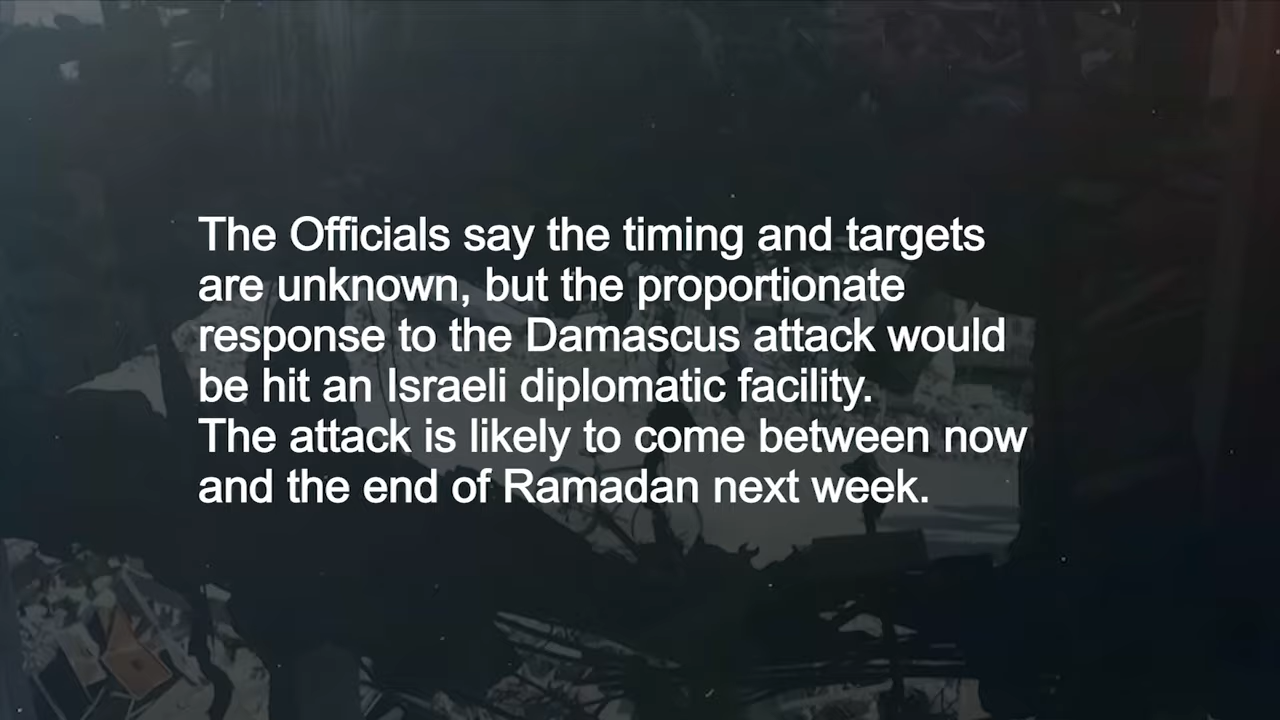 The Officials say the timing and targets
are unknown, but the proportionate
response to the Damascus attack would
be hit an Israeli diplomatic facility.
The attack is likely to come between now
and the end of Ramadan next week.